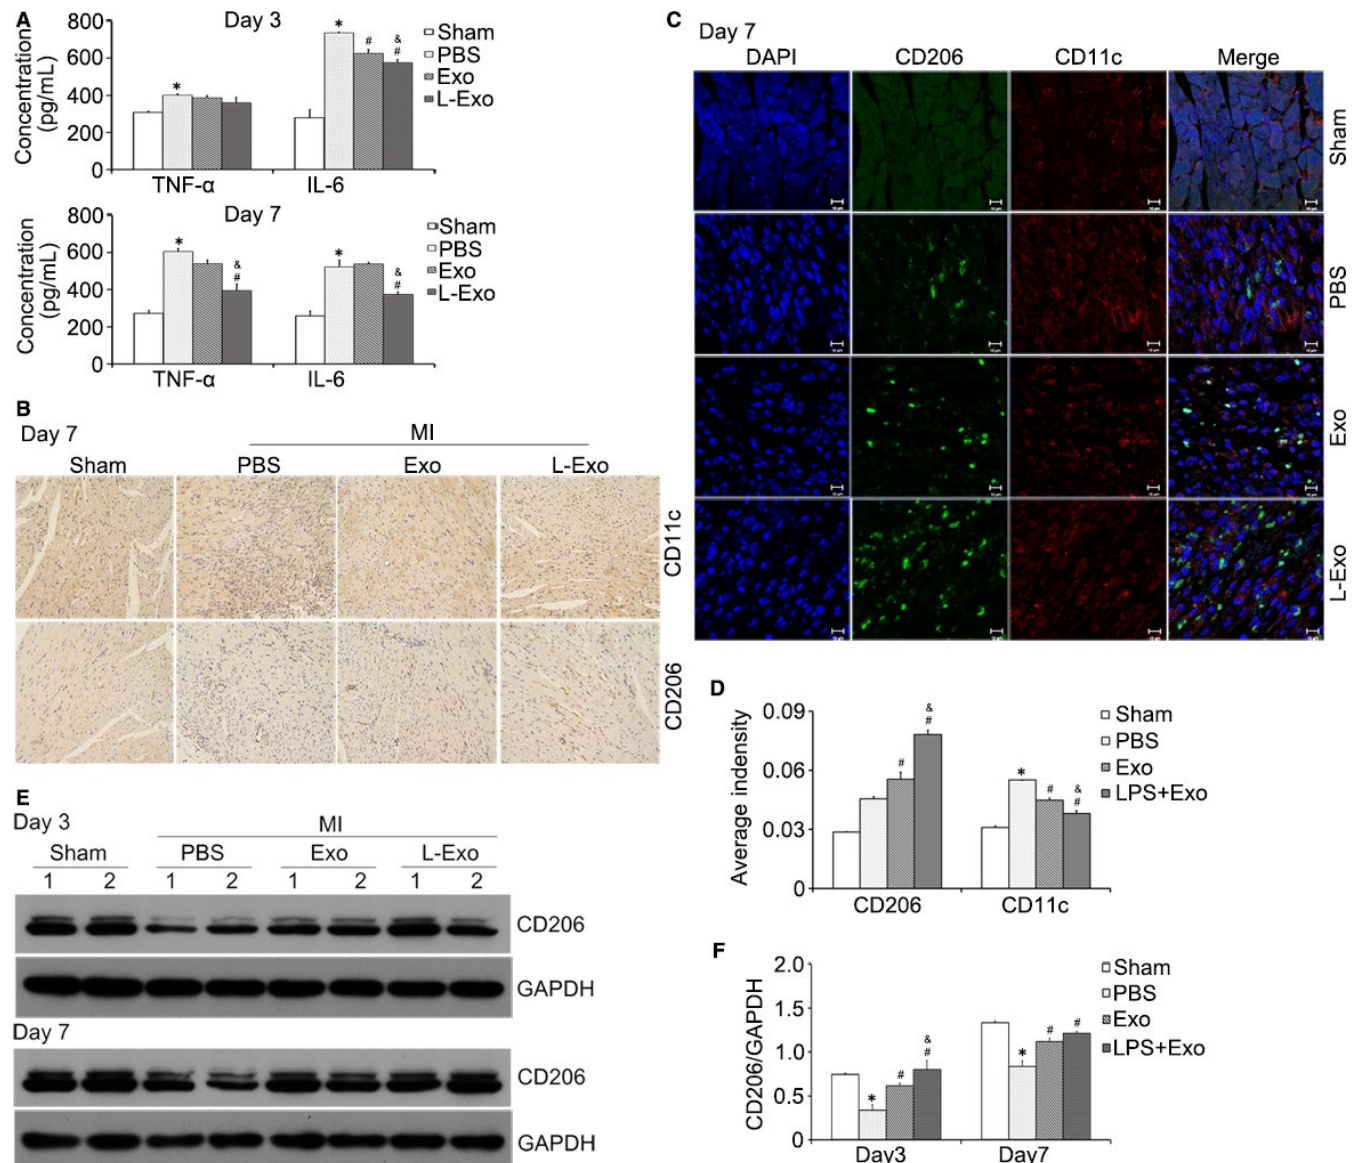 A
Day 3
Concentrations
(pg/mL)
800
600
400
200
0
*
*
#
&
#
TNF-α
IL-6
Sham
PBS
Exo
L-Exo
Day 7
Concentration
(pg/mL)
800
600
400
200
0
*
&
#
*
&
#
TNF-α
IL-6
Sham
PBS
Exo
L-Exo
B
Day 7
MI
Sham PBS Exo L-Exo
CD11c
CD206
C
Day 7
DAPI CD206 CD11c Merge
Sham
PBS
Exo
L-Exo
D
Average indensity
0.09
0.06
0.03
0
#
&
#
*
#
&
#
CD206 CD11c
Sham
PBS
Exo
LPS+Exo
E
Day 3
MI
Sham PBS Exo L-Exo
1 2 1 2 1 2 1 2
CD206
GAPDH
Day 7
CD206
GAPDH
F
CD206/GAPDH
2.0
1.5
1.0
0.5
0
*
#
&
#
*
#
#
Day3 Day7
Sham
PBS
Exo
LPS+Exo